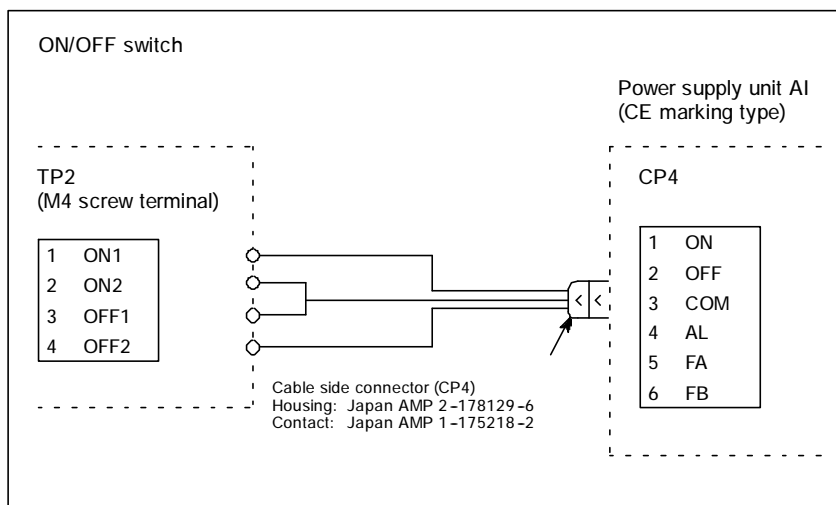 ON/OFF switch
Power supply unit AI
(CE marking type)
TP2
(M4 screw terminal)
1 ON1
2 ON2
3 OFF1
4 OFF2
CP4
1 ON
2 OFF
3 COM
4 AL
5 FA
6 FB
Cable side connector (CP4)
Housing: Japan AMP 2-178129-6
Contact: Japan AMP 1-175218-2